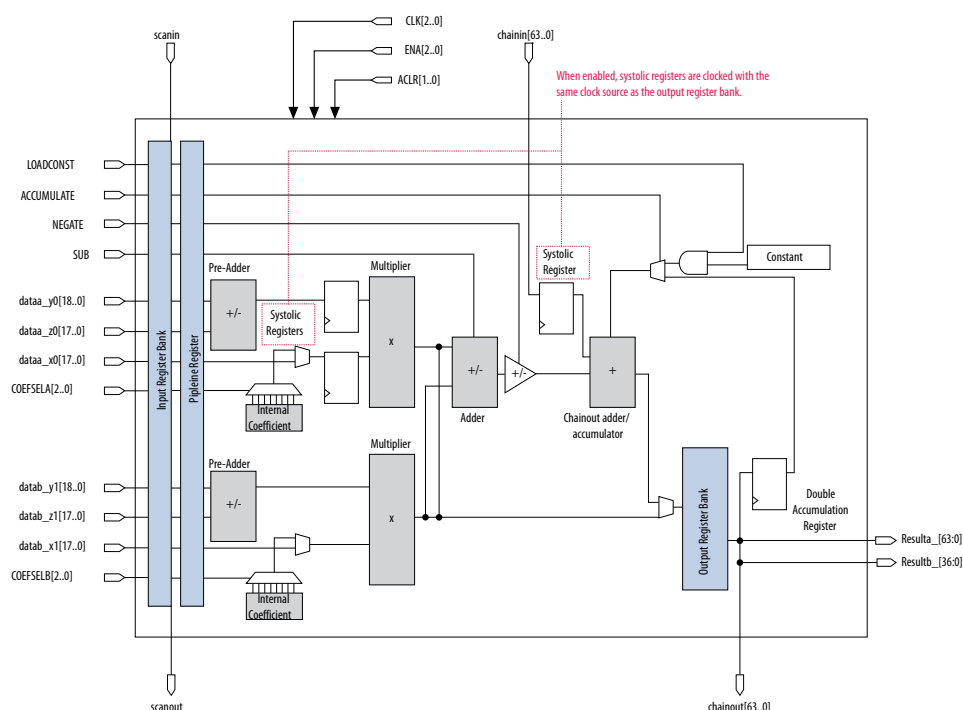 CLK[2..0]
scanin
chainin[63..0]
ENA[2..0]
ACLR[1..0]
When enabled, systolic registers are clocked with the
same clock source as the output register bank.
LOADCONST
ACCUMULATE
NEGATE
SUB
Systolic
Register
Constant
Pre-Adder
Multiplier
dataa_y0[18..0]
+/-
Systolic
Registers
dataa_z0[17..0]
x
dataa_x0[17..0]
+/-
+/-
+
COEFSELA[2..0]
Input Register Bank
Pipleine Register
Internal
Coefficient
Adder
Chainout adder/
accumulator
Multiplier
Pre-Adder
datab_y1[18..0]
+/-
datab_z1[17..0]
x
Output Register Bank
Double
Accumulation
Register
datab_x1[17..0]
Resulta_[63:0]
Resultb_[36:0]
COEFSELB[2..0]
Internal
Coefficient
scanout
chainout[63..0]